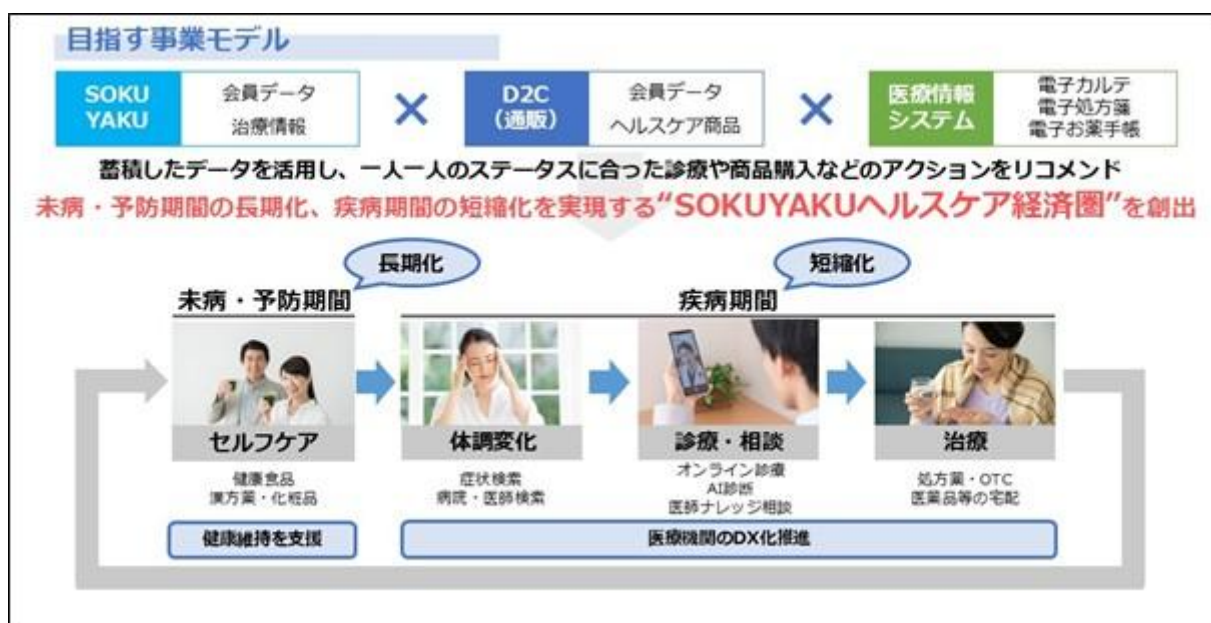 目指す事業モデル
SOKU
YAKU
会員データ
治療情報
×
D2C
(通販)
会員データ
ヘルスケア商品
×
医療情報
システム
電子カルテ
電子処方箋
電子お薬手帳
蓄積したデータを活用し、一人一人のステータスに合った診療や商品購入などのアクションをリコメンド
未病・予防期間の長期化、疾病期間の短縮化を実現する“SOKUYAKUヘルスケア経済圏”を創出
長期化
短縮化
未病・予防期間
疾病期間
セルフケア
体調変化
診療・相談
治療
健康食品
漢方薬・化粧品
症状検索
病院・医師検索
オンライン診療
AI診断
医師ナレッジ相談
処方薬・OTC
医薬品等の宅配
健康維持を支援
医療機関のDX化推進